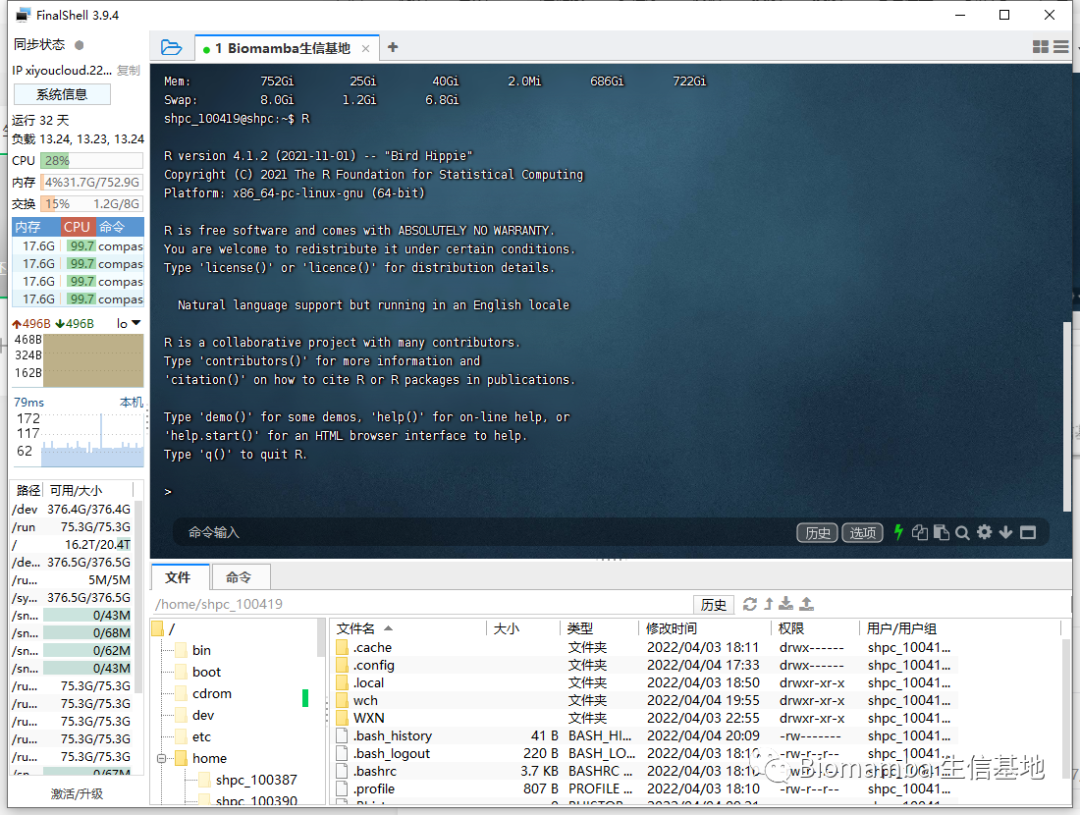 FinalShell 3.9.4
同步状态
IP xiyoucloud.22... 复制
系统信息
运行 32 天
负载 13.24, 13.23, 13.24
CPU 28%
内存 4% 31.7G/752.9G
交换 15% 1.2G/8G
内存 CPU 命令
17.6G 99.7 compas
17.6G 99.7 compas
17.6G 99.7 compas
17.6G 99.7 compas
496B 496B lo
468B
324B
162B
79ms 本机
172
117
62
路径 可用/大小
/dev 376.4G/376.4G
/run 75.3G/75.3G
/ 16.2T/20.4T
/de... 376.5G/376.5G
/ru... 5M/5M
/sy... 376.5G/376.5G
/sn... 0/43M
/sn... 0/68M
/sn... 0/62M
/sn... 0/43M
/ru... 75.3G/75.3G
/ru... 75.3G/75.3G
/ru... 75.3G/75.3G
/ru... 75.3G/75.3G
/ru... 75.3G/75.3G
/sn... 0/67M
激活/升级
1 Biomamba生信基地
Mem: 752Gi 25Gi 40Gi 2.0Mi 686Gi 722Gi
Swap: 8.0Gi 1.2Gi 6.8Gi
shpc_100419@shpc:~$ R
R version 4.1.2 (2021-11-01) -- "Bird Hippie"
Copyright (C) 2021 The R Foundation for Statistical Computing
Platform: x86_64-pc-linux-gnu (64-bit)
R is free software and comes with ABSOLUTELY NO WARRANTY.
You are welcome to redistribute it under certain conditions.
Type 'license()' or 'licence()' for distribution details.
Natural language support but running in an English locale
R is a collaborative project with many contributors.
Type 'contributors()' for more information and
'citation()' on how to cite R or R packages in publications.
Type 'demo()' for some demos, 'help()' for on-line help, or
'help.start()' for an HTML browser interface to help.
Type 'q()' to quit R.
>
命令输入 历史 选项
文件 命令
/home/shpc_100419 历史
/
bin
boot
cdrom
dev
etc
home
shpc_100387
shpc_100390
文件名 大小 类型 修改时间 权限 用户/用户组
.cache 文件夹 2022/04/03 18:11 drwx------ shpc_10041...
.config 文件夹 2022/04/04 17:33 drwx------ shpc_10041...
.local 文件夹 2022/04/03 18:50 drwxr-xr-x shpc_10041...
wch 文件夹 2022/04/04 19:55 drwxr-xr-x shpc_10041...
WXN 文件夹 2022/04/03 22:55 drwxr-xr-x shpc_10041...
.bash_history 41 B BASH_HI... 2022/04/04 20:09 -rw------- shpc_10041...
.bash_logout 220 B BASH_LO... 2022/04/03 18:10 -rw-r--r-- shpc_10041...
.bashrc 3.7 KB BASHRC ... 2022/04/03 18:10 -rw-r--r-- shpc_10041...
.profile 807 B PROFILE ... 2022/04/03 18:10 -rw-r--r-- shpc_10041...
Biomamba生信基地